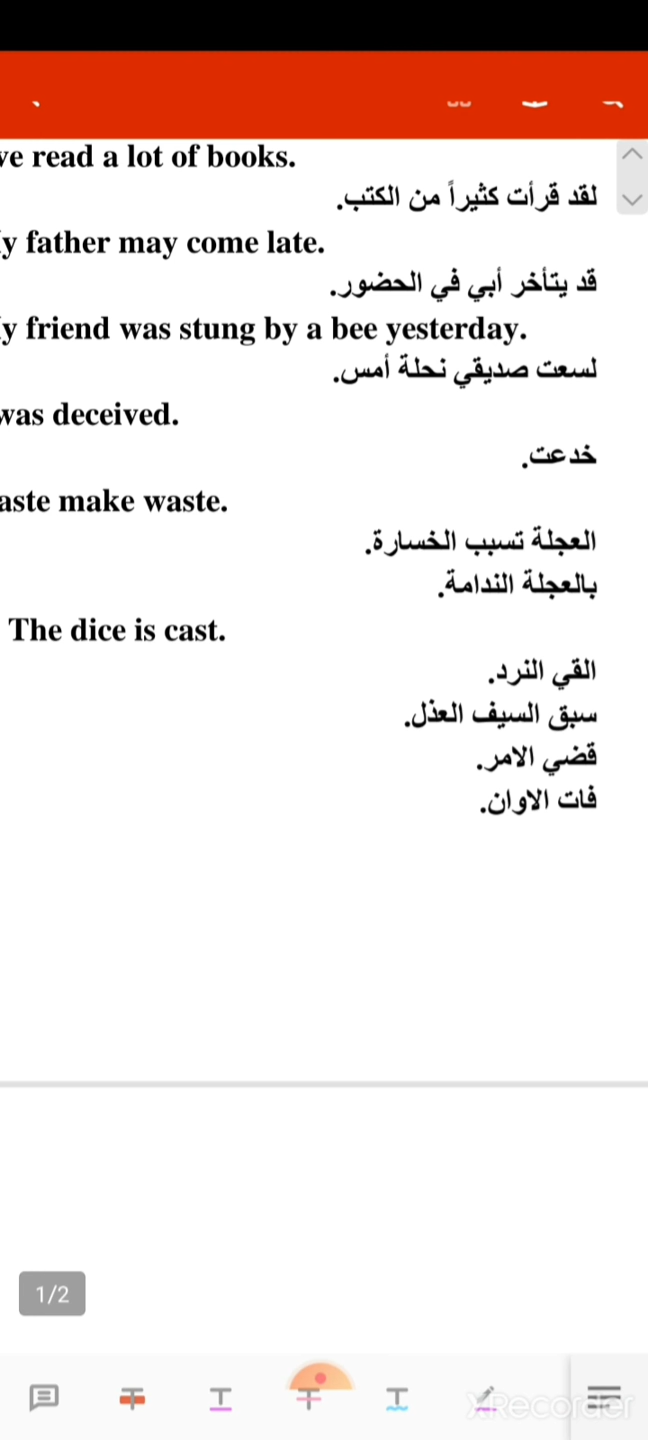 ve read a lot of books.
لقد قرأت كثيراً من الكتب.
y father may come late.
قد يتأخر أبي في الحضور.
y friend was stung by a bee yesterday.
لسعت صديقي نحلة أمس.
was deceived.
خدعت.
aste make waste.
العجلة تسبب الخسارة.
بالعجلة الندامة.
The dice is cast.
القي النرد.
سبق السيف العذل.
قضي الامر.
فات الاوان.
1/2
XRecorder